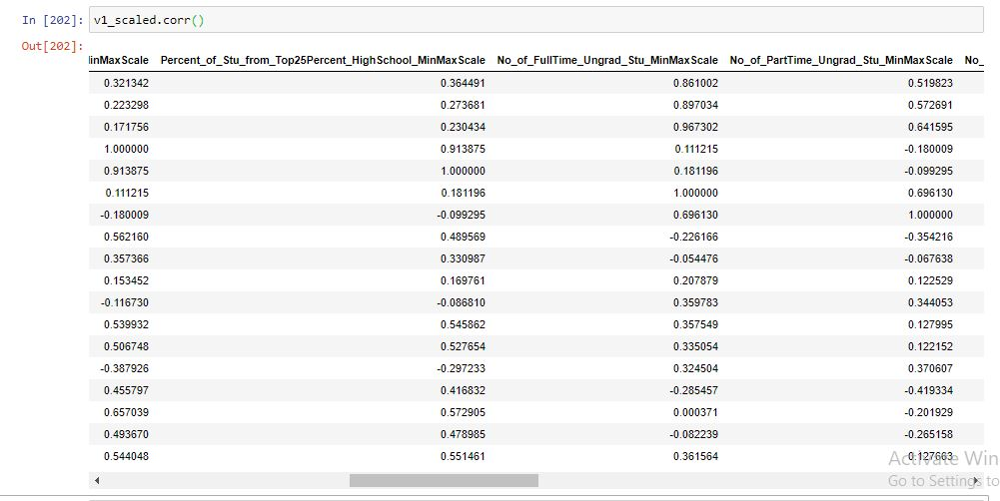 In [202]: v1_scaled.corr()
Out[202]:
inMaxScale Percent_of_Stu_from_Top25Percent_HighSchool_MinMaxScale No_of_FullTime_Ungrad_Stu_MinMaxScale No_of_PartTime_Ungrad_Stu_MinMaxScale No_
0.321342 0.364491 0.861002 0.519823
0.223298 0.273681 0.897034 0.572691
0.171756 0.230434 0.967302 0.641595
1.000000 0.913875 0.111215 -0.180009
0.913875 1.000000 0.181196 -0.099295
0.111215 0.181196 1.000000 0.696130
-0.180009 -0.099295 0.696130 1.000000
0.562160 0.489569 -0.226166 -0.354216
0.357366 0.330987 -0.054476 -0.067638
0.153452 0.169761 0.207879 0.122529
-0.116730 -0.086810 0.359783 0.344053
0.539932 0.545862 0.357549 0.127995
0.506748 0.527654 0.335054 0.122152
-0.387926 -0.297233 0.324504 0.370607
0.455797 0.416832 -0.285457 -0.419334
0.657039 0.572905 0.000371 -0.201929
0.493670 0.478985 -0.082239 -0.265158
0.544048 0.551461 0.361564 0.127663
Activate Win
Go to Settings to